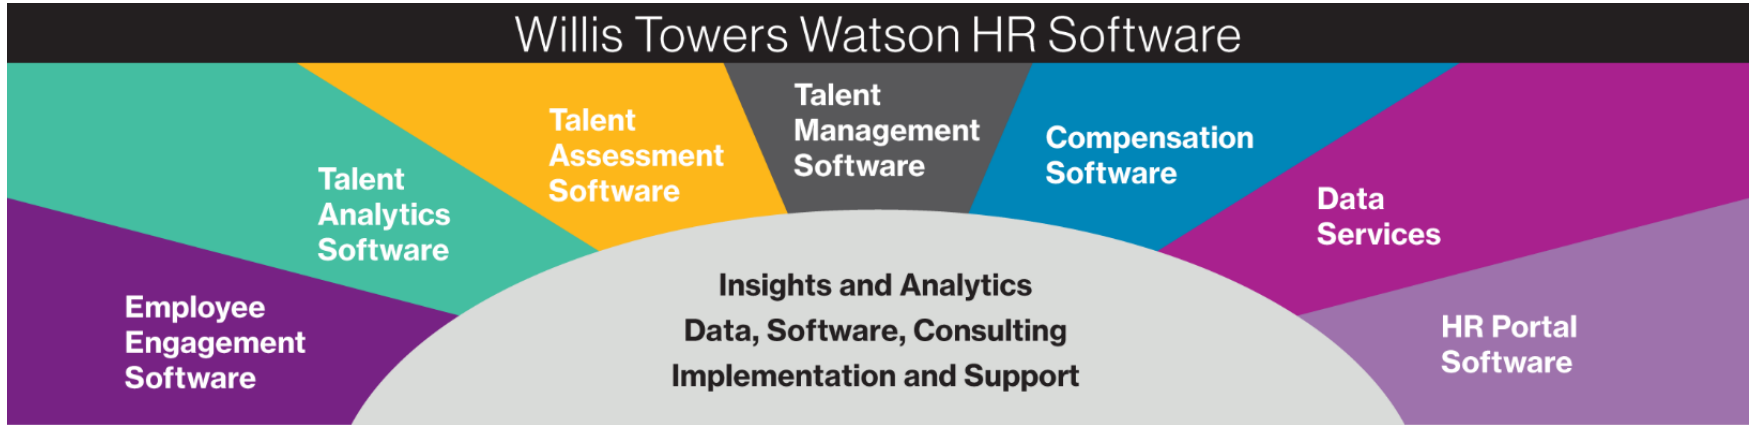 Willis Towers Watson HR Software
Employee
Engagement
Software
Talent
Analytics
Software
Talent
Assessment
Software
Talent
Management
Software
Compensation
Software
Data
Services
HR Portal
Software
Insights and Analytics
Data, Software, Consulting
Implementation and Support